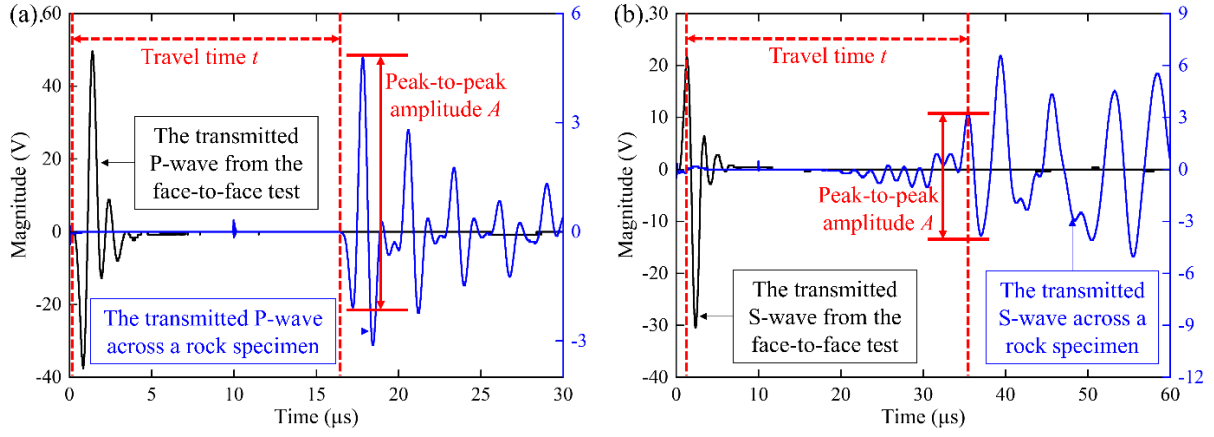 (a).
60
40
20
0
-20
-40
Magnitude (V)
6
3
0
-3
Travel time t
Peak-to-peak
amplitude A
The transmitted
P-wave from the
face-to-face test
The transmitted P-wave
across a rock specimen
0
5
10
15
20
25
30
Time (μs)
(b).
30
20
10
0
-10
-20
-30
-40
Magnitude (V)
9
6
3
0
-3
-6
-9
-12
Travel time t
Peak-to-peak
amplitude A
The transmitted
S-wave from the
face-to-face test
The transmitted
S-wave across a
rock specimen
0
10
20
30
40
50
60
Time (μs)